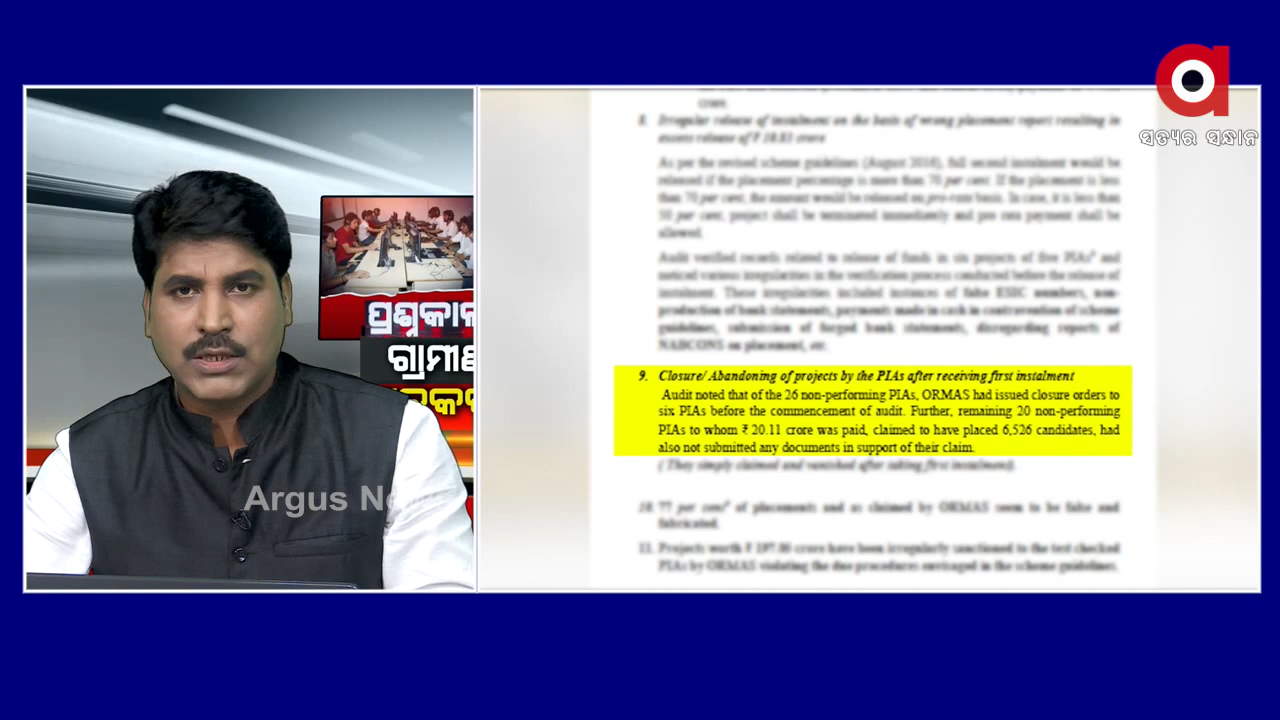 ସତ୍ୟର ସନ୍ଧାନ
ପ୍ରଶ୍ନକାଳ
ଗ୍ରାମୀଣ
Argus News
crore.
8. Irregular release of instalment on the basis of wrong placement report resulting in
excess release of ₹ 18.83 crore
As per the revised scheme guidelines (August 2016), full second instalment would be
released if the placement percentage is more than 70 per cent. If the placement is less
than 70 per cent, the amount would be released on pro-rata basis. In case, it is less than
50 per cent, project shall be terminated immediately and pro rata payment shall be
allowed.
Audit verified records related to release of funds in six projects of five PIAs and
noticed various irregularities in the verification process conducted before the release of
instalment. These irregularities included instances of fake ESIC numbers, non-
production of bank statements, payments made in cash in contravention of scheme
guidelines, submission of forged bank statements, disregarding reports of
NABCONS on placement, etc.
9. Closure/ Abandoning of projects by the PIAs after receiving first instalment
Audit noted that of the 26 non-performing PIAs, ORMAS had issued closure orders to
six PIAs before the commencement of audit. Further, remaining 20 non-performing
PIAs to whom ₹ 20.11 crore was paid, claimed to have placed 6,526 candidates, had
also not submitted any documents in support of their claim.
( They simply claimed and vanished after taking first instalment).
10. 77 per cent of placements and as claimed by ORMAS seem to be fake and
fabricated.
11. Projects worth ₹ 197.86 crore have been irregularly sanctioned to the test checked
PIAs by ORMAS violating the due procedures envisaged in the scheme guidelines.